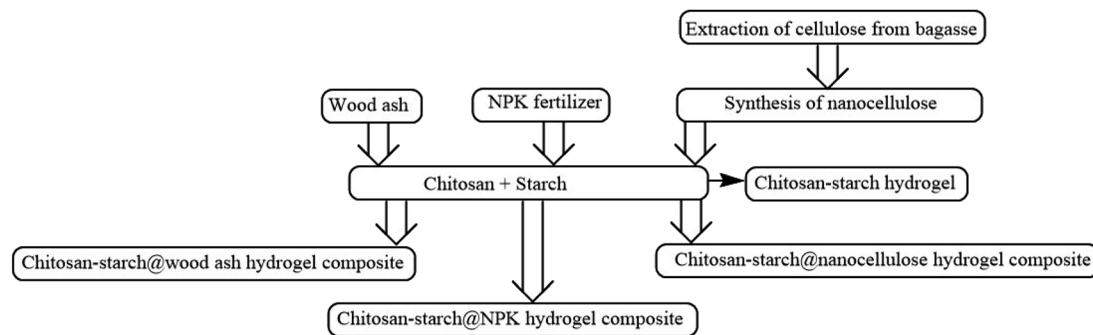 Extraction of cellulose from bagasse
Wood ash
NPK fertilizer
Synthesis of nanocellulose
Chitosan + Starch
Chitosan-starch hydrogel
Chitosan-starch@wood ash hydrogel composite
Chitosan-starch@nanocellulose hydrogel composite
Chitosan-starch@NPK hydrogel composite